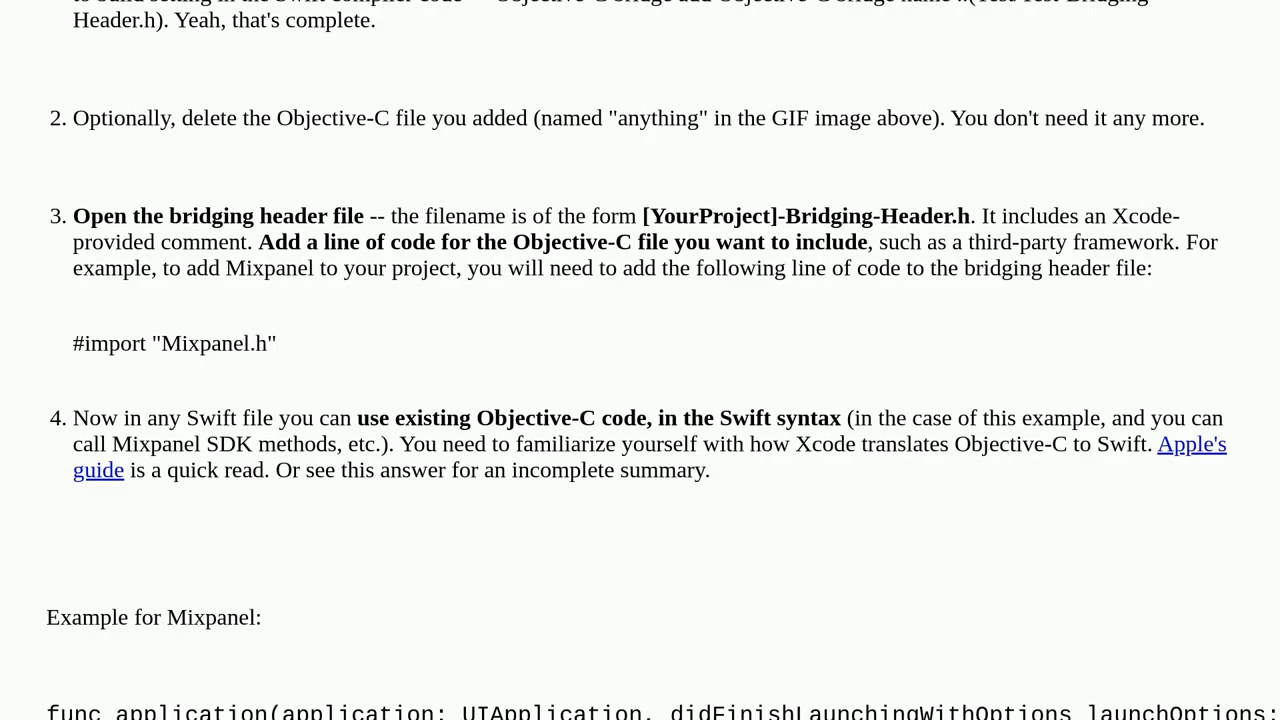 Header.h). Yeah, that's complete.
2. Optionally, delete the Objective-C file you added (named "anything" in the GIF image above). You don't need it any more.
3. Open the bridging header file -- the filename is of the form [YourProject]-Bridging-Header.h. It includes an Xcode-
provided comment. Add a line of code for the Objective-C file you want to include, such as a third-party framework. For
example, to add Mixpanel to your project, you will need to add the following line of code to the bridging header file:
#import "Mixpanel.h"
4. Now in any Swift file you can use existing Objective-C code, in the Swift syntax (in the case of this example, and you can
call Mixpanel SDK methods, etc.). You need to familiarize yourself with how Xcode translates Objective-C to Swift. Apple's
guide is a quick read. Or see this answer for an incomplete summary.
Example for Mixpanel:
func application(application: UIApplication, didFinishLaunchingWithOptions launchOptions: